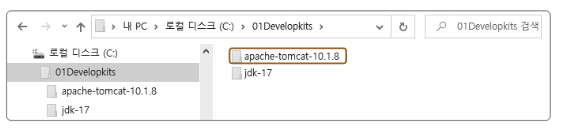 내 PC > 로컬 디스크 (C:) > 01Developkits >
01Developkits 검색
로컬 디스크 (C:)
01Developkits
apache-tomcat-10.1.8
jdk-17
apache-tomcat-10.1.8
jdk-17